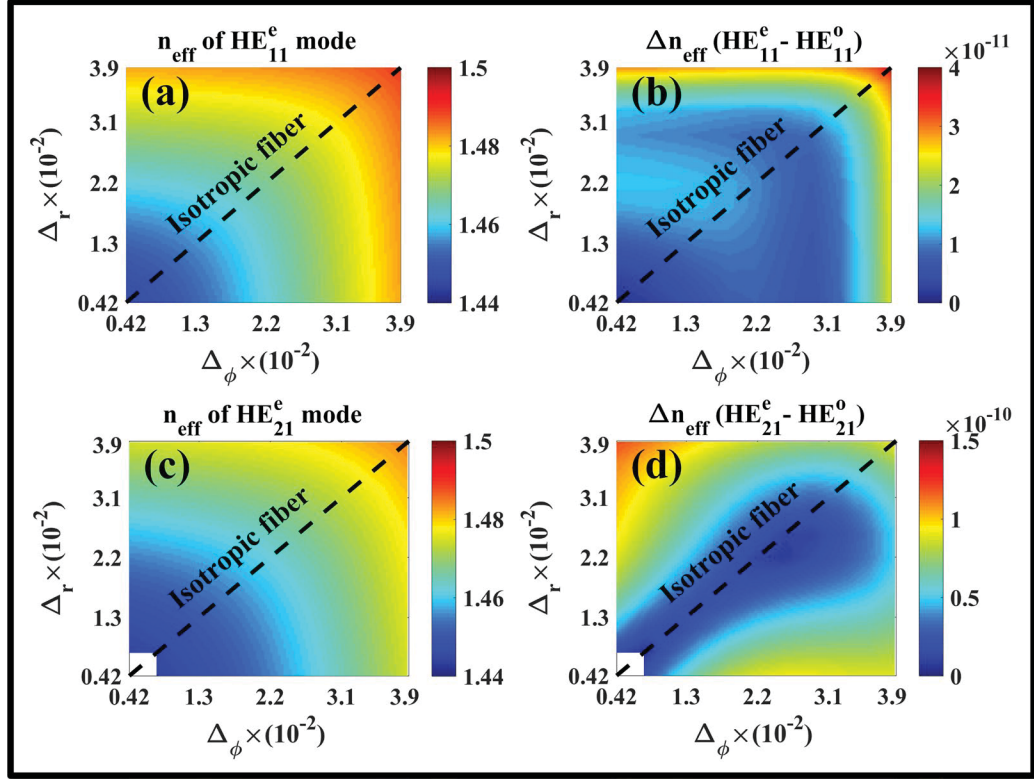 n_eff of HE^e_11 mode
(a)
Isotropic fiber
3.9
3.1
2.2
1.3
0.42
Δ_r×(10^-2)
0.42 1.3 2.2 3.1 3.9
Δ_ϕ×(10^-2)
1.5
1.48
1.46
1.44
Δn_eff (HE^e_11- HE^o_11)
(b)
Isotropic fiber
3.9
3.1
2.2
1.3
0.42
Δ_r×(10^-2)
0.42 1.3 2.2 3.1 3.9
Δ_ϕ×(10^-2)
×10^-11
4
3
2
1
0
n_eff of HE^e_21 mode
(c)
Isotropic fiber
3.9
3.1
2.2
1.3
0.42
Δ_r×(10^-2)
0.42 1.3 2.2 3.1 3.9
Δ_ϕ×(10^-2)
1.5
1.48
1.46
1.44
Δn_eff (HE^e_21- HE^o_21)
(d)
Isotropic fiber
3.9
3.1
2.2
1.3
0.42
Δ_r×(10^-2)
0.42 1.3 2.2 3.1 3.9
Δ_ϕ×(10^-2)
×10^-10
1.5
1
0.5
0